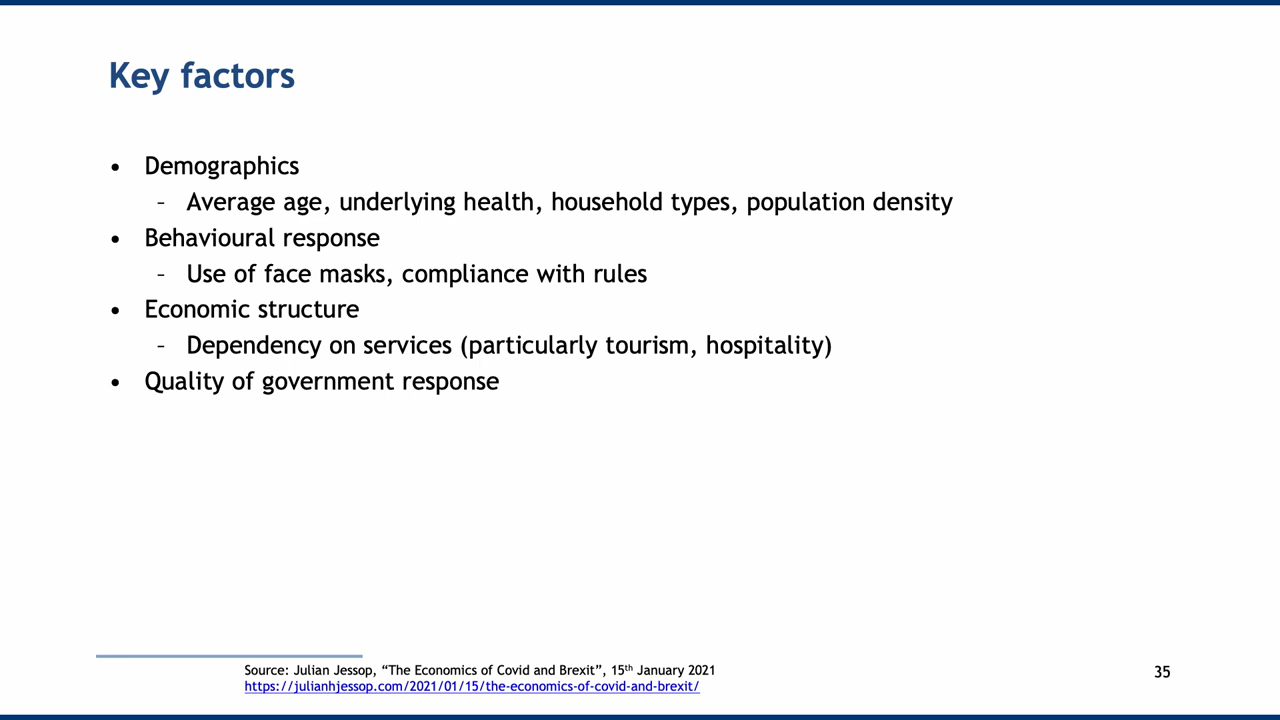 Key factors
• Demographics
– Average age, underlying health, household types, population density
• Behavioural response
– Use of face masks, compliance with rules
• Economic structure
– Dependency on services (particularly tourism, hospitality)
• Quality of government response
Source: Julian Jessop, “The Economics of Covid and Brexit”, 15th January 2021
https://julianhjessop.com/2021/01/15/the-economics-of-covid-and-brexit/
35